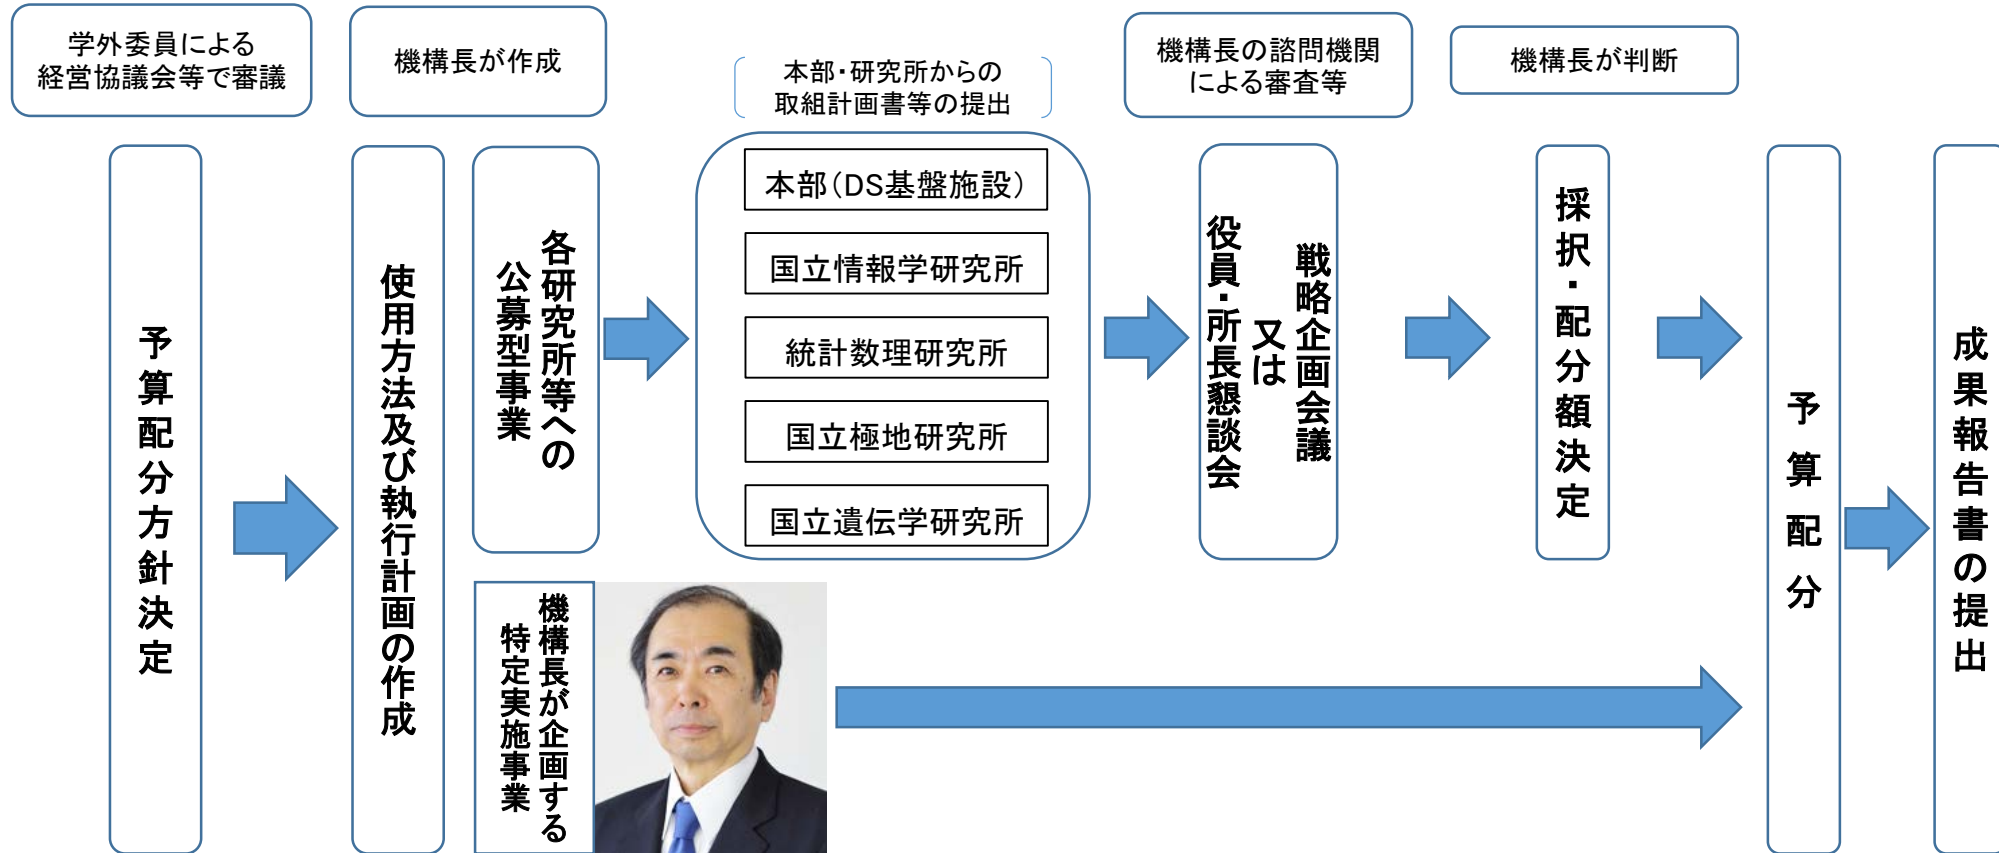 学外委員による
経営協議会等で審議
機構長が作成
本部・研究所からの
取組計画書等の提出
機構長の諮問機関
による審査等
機構長が判断
予算配分方針決定
使用方法及び執行計画の作成
各研究所等への
公募型事業
本部（DS基盤施設）
国立情報学研究所
統計数理研究所
国立極地研究所
国立遺伝学研究所
戦略企画会議
又は
役員・所長懇談会
採択・配分額決定
予算配分
成果報告書の提出
機構長が企画する
特定実施事業